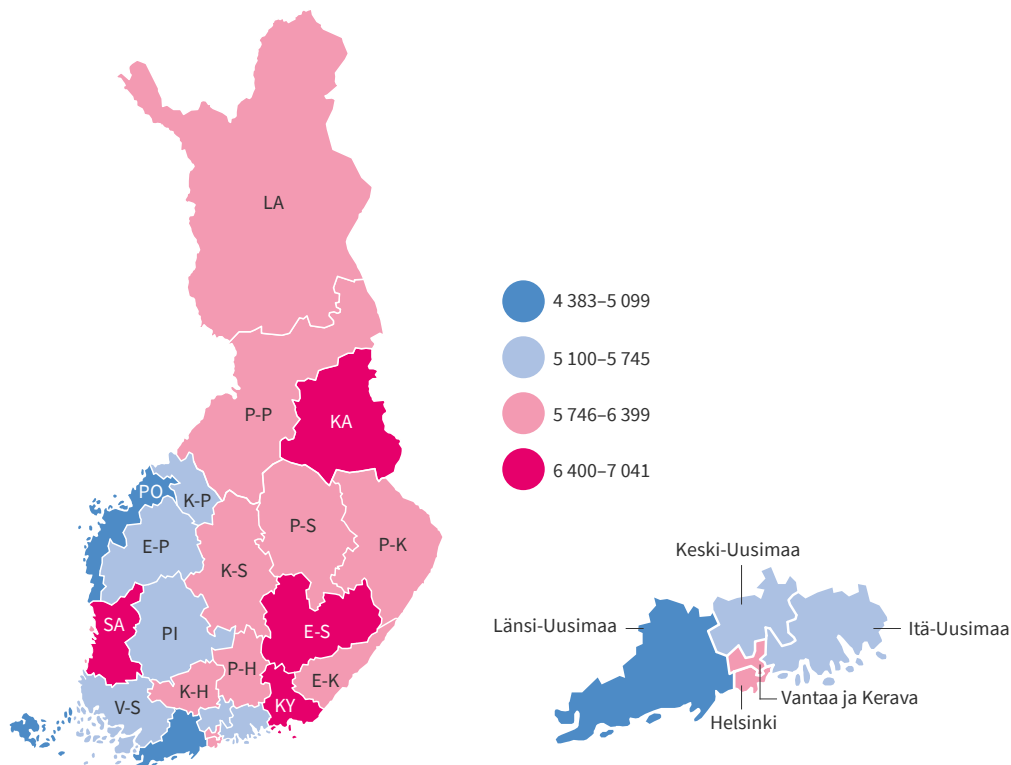 LA
P-P
KA
PO
K-P
E-P
P-S
P-K
K-S
SA
PI
E-S
P-H
E-K
K-H
V-S
KY
4 383–5 099
5 100–5 745
5 746–6 399
6 400–7 041
Keski-Uusimaa
Länsi-Uusimaa
Itä-Uusimaa
Vantaa ja Kerava
Helsinki